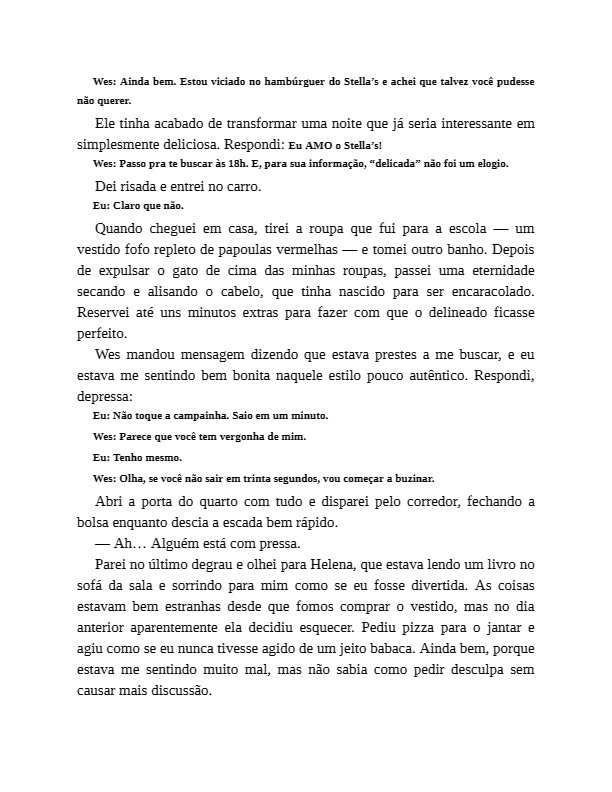 Wes: Ainda bem. Estou viciado no hambúrguer do Stella’s e achei que talvez você pudesse
não querer.
Ele tinha acabado de transformar uma noite que já seria interessante em
simplesmente deliciosa. Respondi: Eu AMO o Stella’s!
Wes: Passo pra te buscar às 18h. E, para sua informação, “delicada” não foi um elogio.
Dei risada e entrei no carro.
Eu: Claro que não.
Quando cheguei em casa, tirei a roupa que fui para a escola — um
vestido fofo repleto de papoulas vermelhas — e tomei outro banho. Depois
de expulsar o gato de cima das minhas roupas, passei uma eternidade
secando e alisando o cabelo, que tinha nascido para ser encaracolado.
Reservei até uns minutos extras para fazer com que o delineado ficasse
perfeito.
Wes mandou mensagem dizendo que estava prestes a me buscar, e eu
estava me sentindo bem bonita naquele estilo pouco autêntico. Respondi,
depressa:
Eu: Não toque a campainha. Saio em um minuto.
Wes: Parece que você tem vergonha de mim.
Eu: Tenho mesmo.
Wes: Olha, se você não sair em trinta segundos, vou começar a buzinar.
Abri a porta do quarto com tudo e disparei pelo corredor, fechando a
bolsa enquanto descia a escada bem rápido.
— Ah… Alguém está com pressa.
Parei no último degrau e olhei para Helena, que estava lendo um livro no
sofá da sala e sorrindo para mim como se eu fosse divertida. As coisas
estavam bem estranhas desde que fomos comprar o vestido, mas no dia
anterior aparentemente ela decidiu esquecer. Pediu pizza para o jantar e
agiu como se eu nunca tivesse agido de um jeito babaca. Ainda bem, porque
estava me sentindo muito mal, mas não sabia como pedir desculpa sem
causar mais discussão.